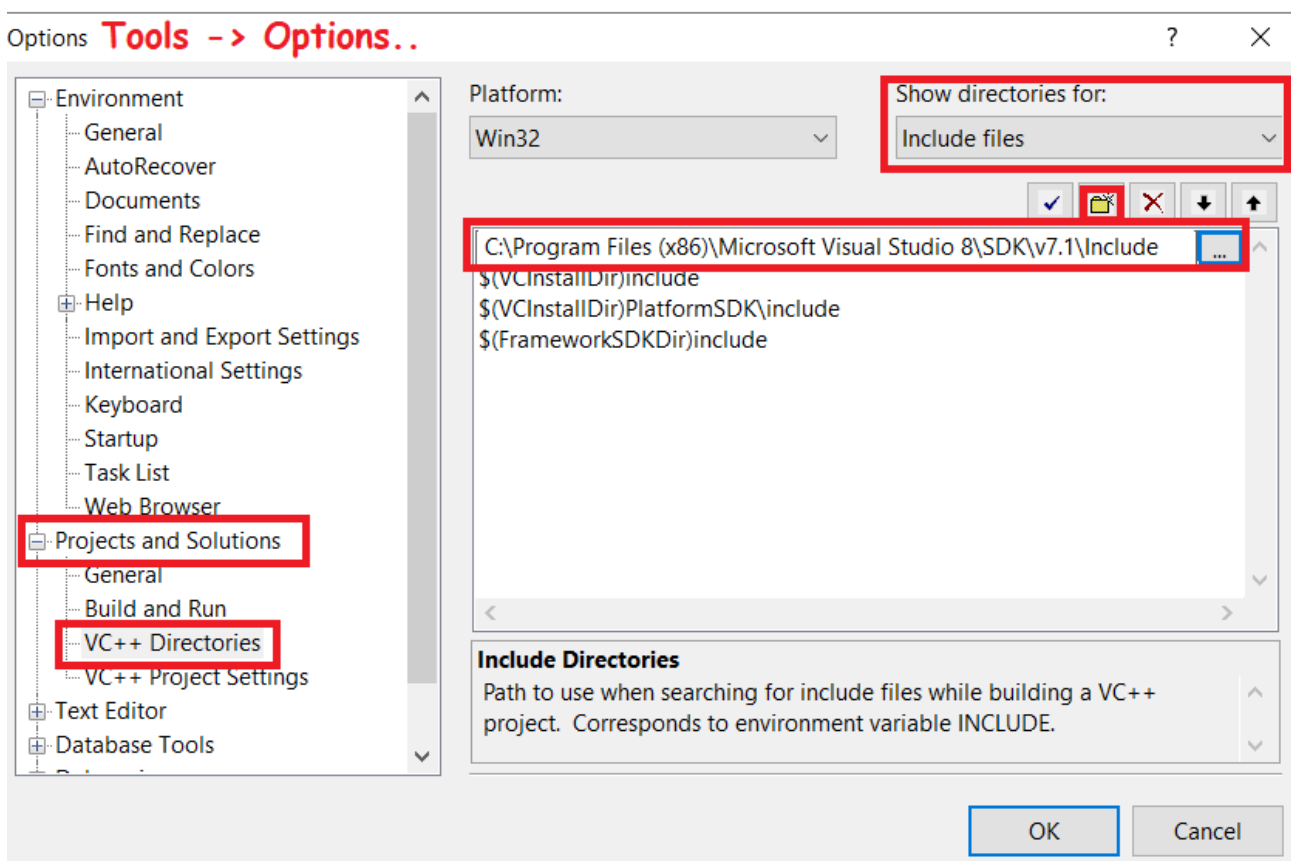 Options Tools -> Options.. ?
Environment
General
AutoRecover
Documents
Find and Replace
Fonts and Colors
Help
Import and Export Settings
International Settings
Keyboard
Startup
Task List
Web Browser
Projects and Solutions
General
Build and Run
VC++ Directories
VC++ Project Settings
Text Editor
Database Tools
Platform:
Win32
Show directories for:
Include files
C:\Program Files (x86)\Microsoft Visual Studio 8\SDK\v7.1\Include ...
$(VCInstallDir)include
$(VCInstallDir)PlatformSDK\include
$(FrameworkSDKDir)include
Include Directories
Path to use when searching for include files while building a VC++
project. Corresponds to environment variable INCLUDE.
OK
Cancel